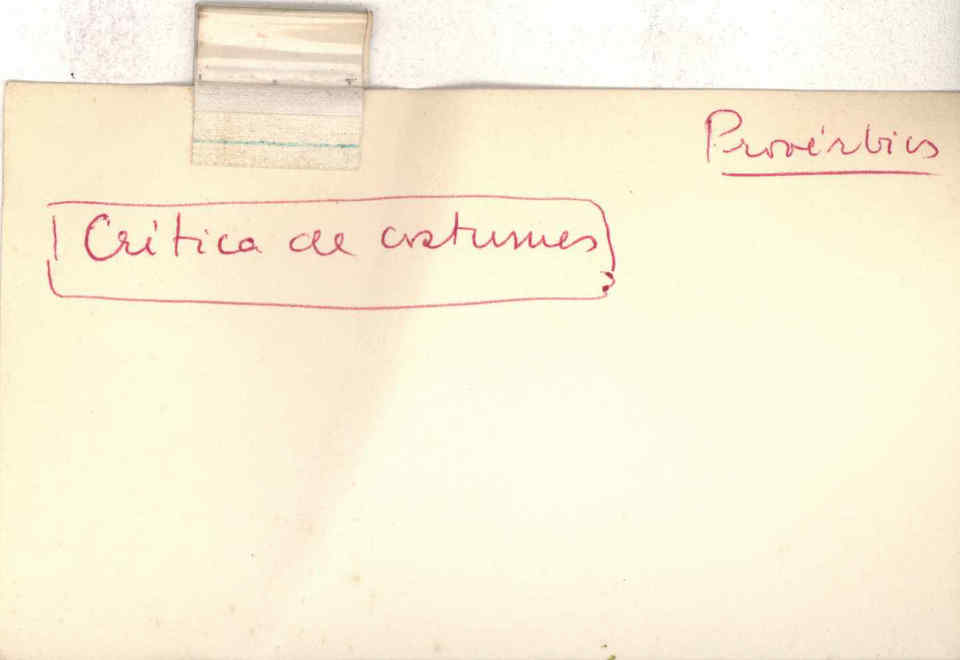 Provérbios
Crítica de costumes